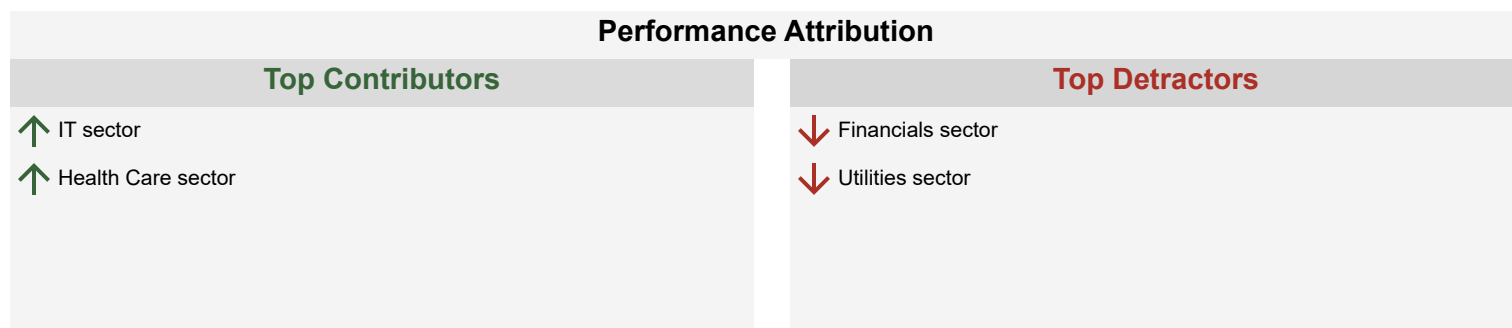 Performance Attribution
Top Contributors
IT sector
Health Care sector
Top Detractors
Financials sector
Utilities sector